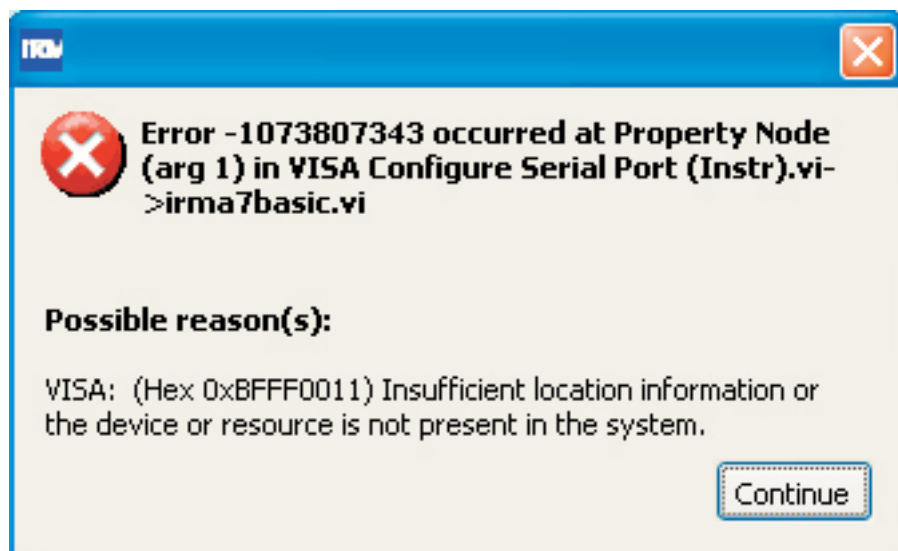 Error -1073807343 occurred at Property Node
(arg 1) in VISA Configure Serial Port (Instr).vi-
>irma7basic.vi
Possible reason(s):
VISA:  (Hex 0xBFFF0011) Insufficient location information or
the device or resource is not present in the system.
Continue